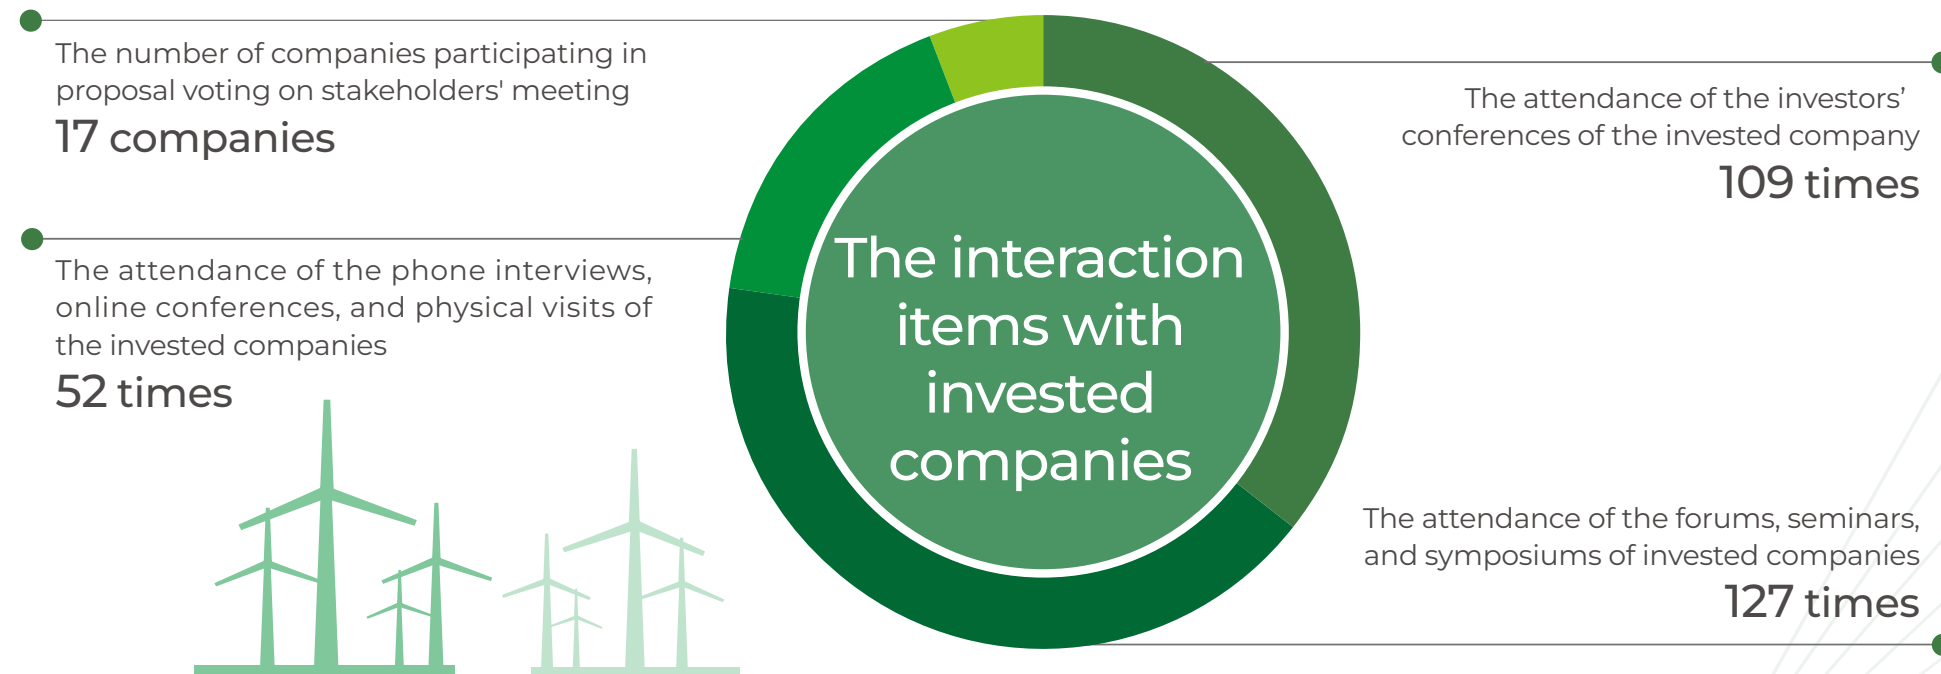 The number of companies participating in
proposal voting on stakeholders' meeting
17 companies
The attendance of the phone interviews,
online conferences, and physical visits of
the invested companies
52 times
The interaction
items with
invested
companies
The attendance of the investors’
conferences of the invested company
109 times
The attendance of the forums, seminars,
and symposiums of invested companies
127 times